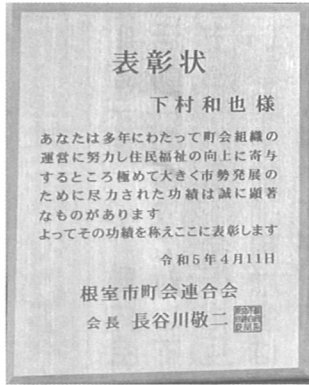 表彰状
下村和也 様
あなたは多年にわたって町会組織の
運営に努力し住民福祉の向上に寄与
するところ極めて大きく市勢発展の
ために尽力された功績は誠に顕著
なものがあります
よってその功績を称えここに表彰します
令和5年4月11日
根室市町会連合会
会長 長谷川敬二